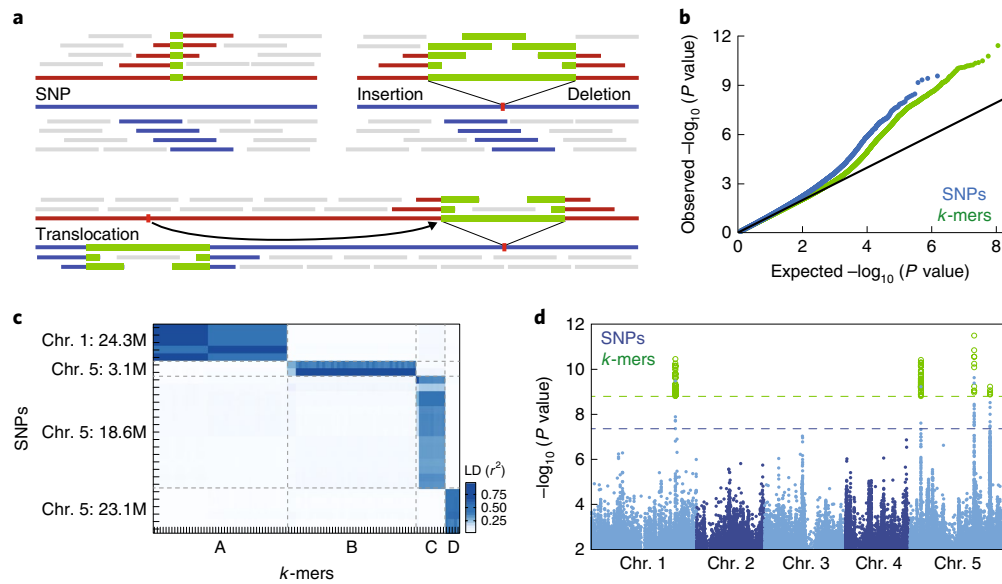 a
SNP
Insertion
Deletion
Translocation
b
Observed –log10 (P value)
12
9
6
3
0
SNPs
k-mers
0
2
4
6
8
Expected –log10 (P value)
c
SNPs
Chr. 1: 24.3M
Chr. 5: 3.1M
Chr. 5: 18.6M
Chr. 5: 23.1M
LD (r2)
0.75
0.50
0.25
A
B
C
D
k-mers
d
–log10 (P value)
12
10
8
6
4
2
SNPs
k-mers
Chr. 1
Chr. 2
Chr. 3
Chr. 4
Chr. 5